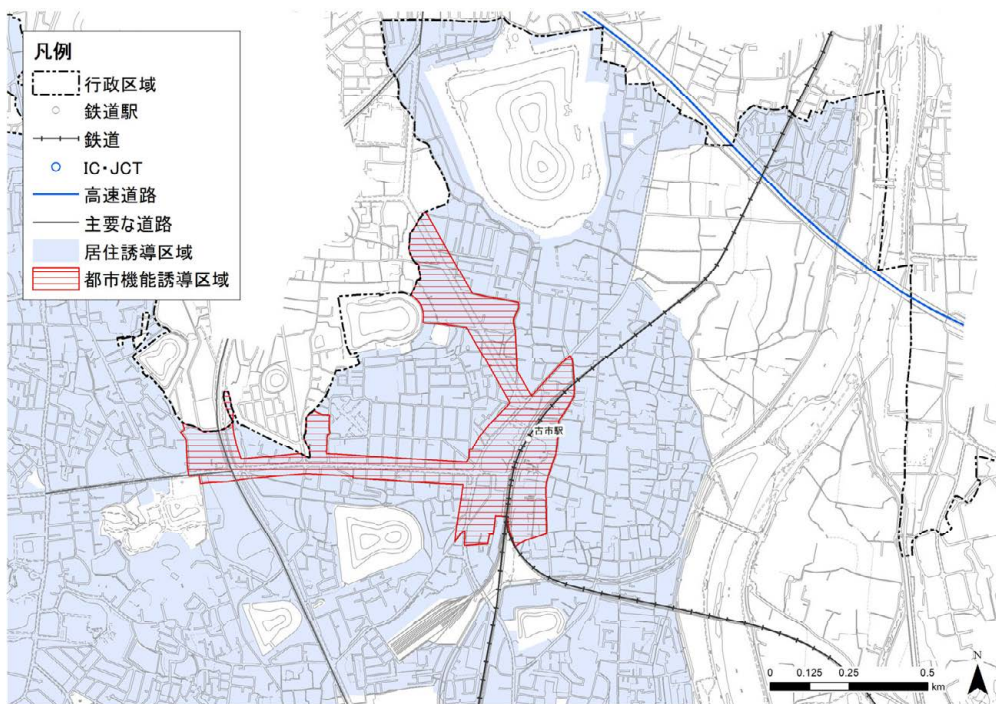 凡例
行政区域
鉄道駅
鉄道
IC・JCT
高速道路
主要な道路
居住誘導区域
都市機能誘導区域
古市駅
N
0 0.125 0.25 0.5
km